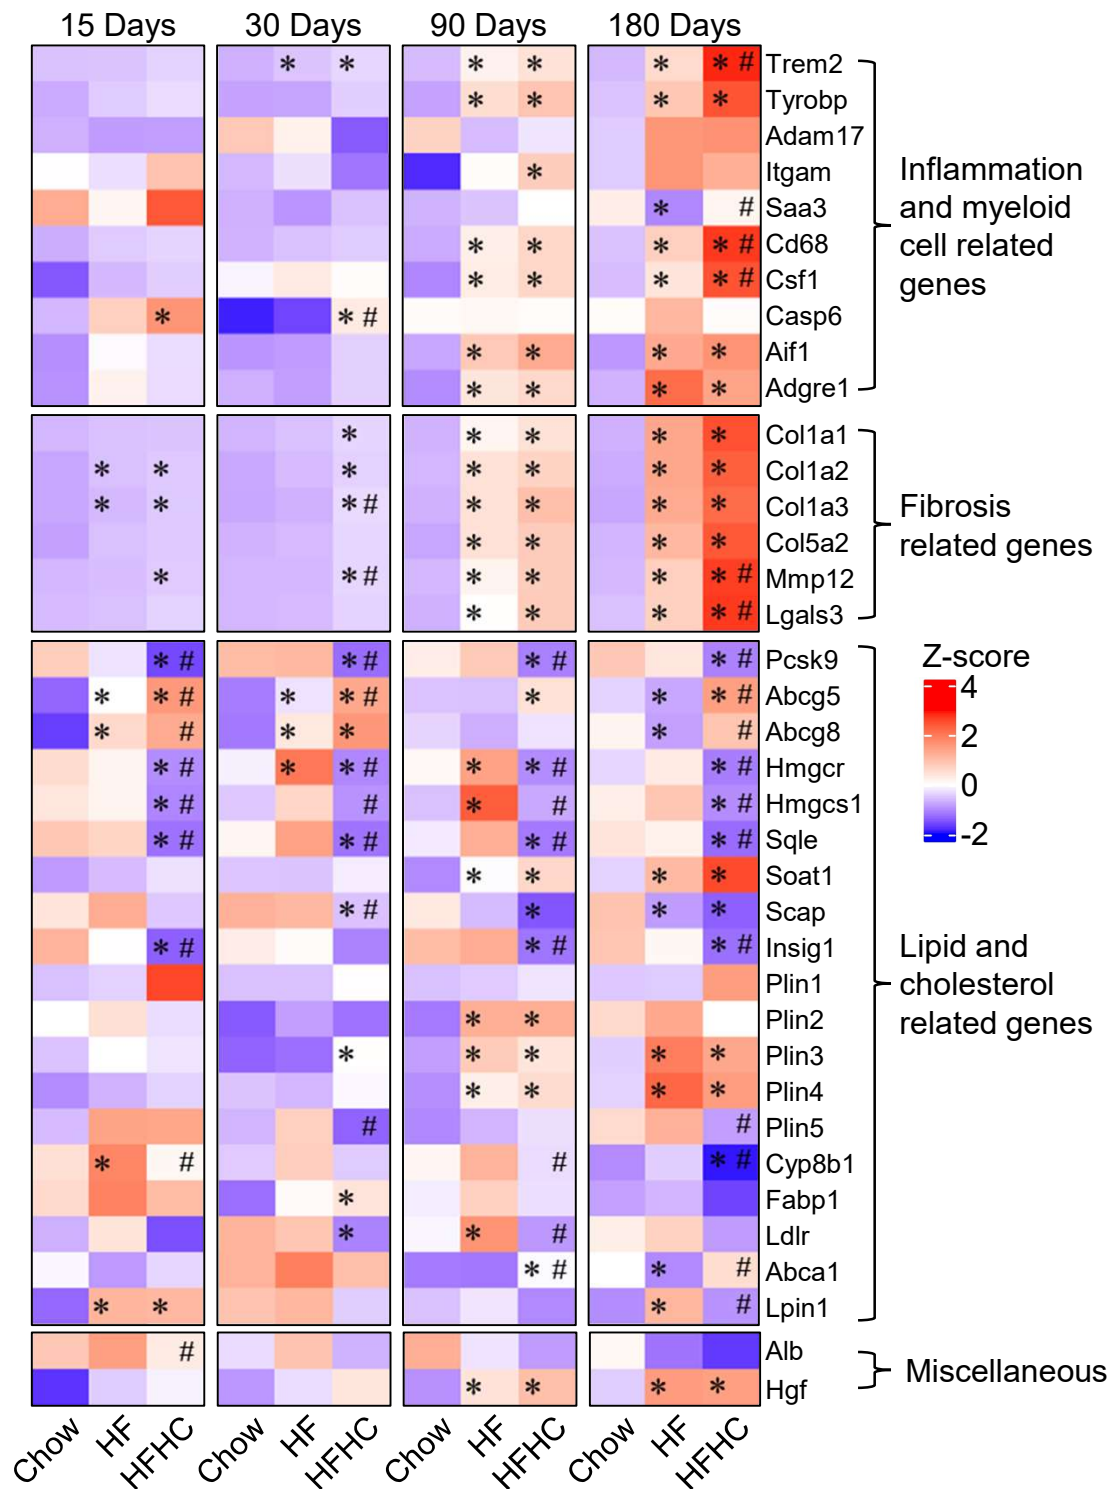 15 Days 30 Days 90 Days 180 Days
* * * * * * # Trem2
* * * * Tyrobp
Adam17
* Itgam
* # Saa3
* * * * # Cd68
* * * * # Csf1
* * # Casp6
* * * * Aif1
* * * * Adgre1
Inflammation
and myeloid
cell related
genes
* * * * * Col1a1
* * * * * * * Col1a2
* * * # * * * * Col1a3
* * * * Col5a2
* * # * * * * # Mmp12
* * * * # Lgals3
Fibrosis
related genes
* # * # * # * # Pcsk9
* * # * * # * * * # Abcg5
* # * * * # Abcg8
* # * * # * * # * # Hmgcr
* # # * # * # Hmgcs1
* # * # * # * # Sqle
* * * * Soat1
* # * * * Scap
* # * # * # Insig1
Plin1
* * Plin2
* * * * * Plin3
* * * * Plin4
# # Plin5
* # # * # Cyp8b1
* Fabp1
* * # Ldlr
* # * # Abca1
* * * # Lpin1
Z-score
4
2
0
-2
Lipid and
cholesterol
related genes
# Alb
* * * * Hgf
Miscellaneous
Chow HF HFHC Chow HF HFHC Chow HF HFHC Chow HF HFHC